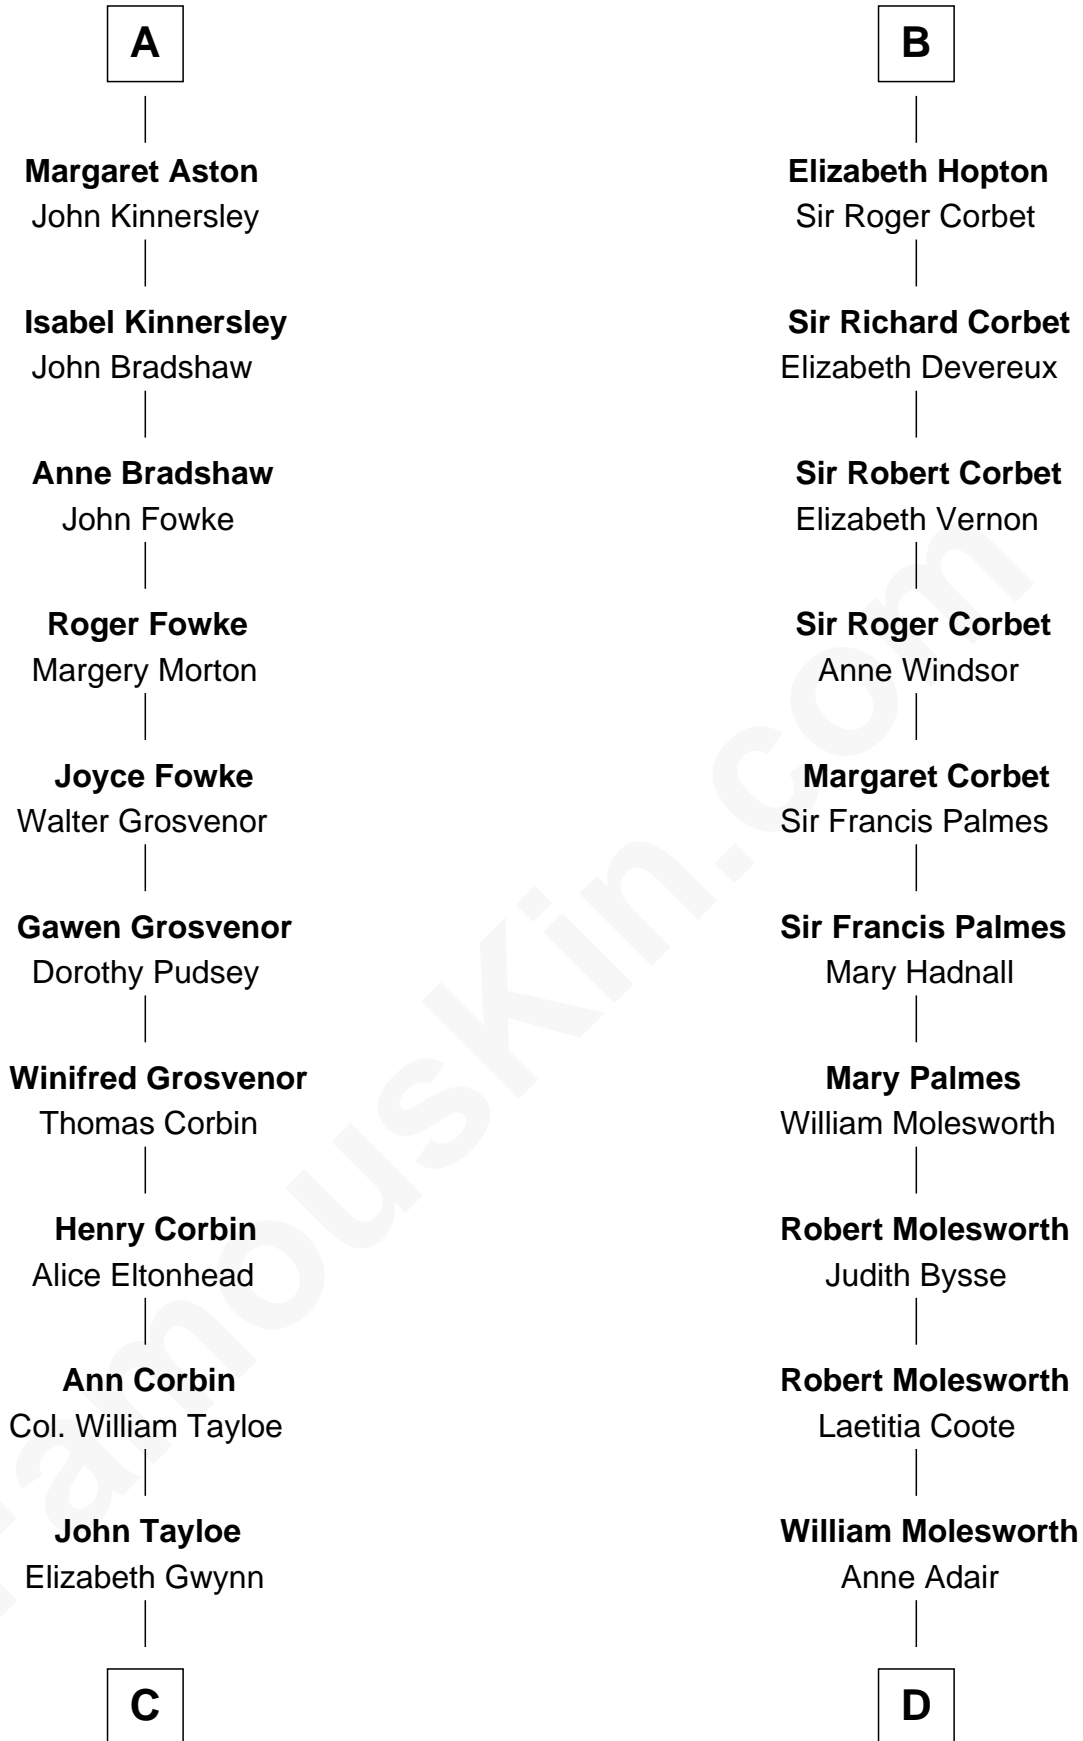 A
Margaret Aston
John Kinnersley
Isabel Kinnersley
John Bradshaw
Anne Bradshaw
John Fowke
Roger Fowke
Margery Morton
Joyce Fowke
Walter Grosvenor
Gawen Grosvenor
Dorothy Pudsey
Winifred Grosvenor
Thomas Corbin
Henry Corbin
Alice Eltonhead
Ann Corbin
Col. William Tayloe
John Tayloe
Elizabeth Gwynn
C
B
Elizabeth Hopton
Sir Roger Corbet
Sir Richard Corbet
Elizabeth Devereux
Sir Robert Corbet
Elizabeth Vernon
Sir Roger Corbet
Anne Windsor
Margaret Corbet
Sir Francis Palmes
Sir Francis Palmes
Mary Hadnall
Mary Palmes
William Molesworth
Robert Molesworth
Judith Bysse
Robert Molesworth
Laetitia Coote
William Molesworth
Anne Adair
D
FamousKin.com